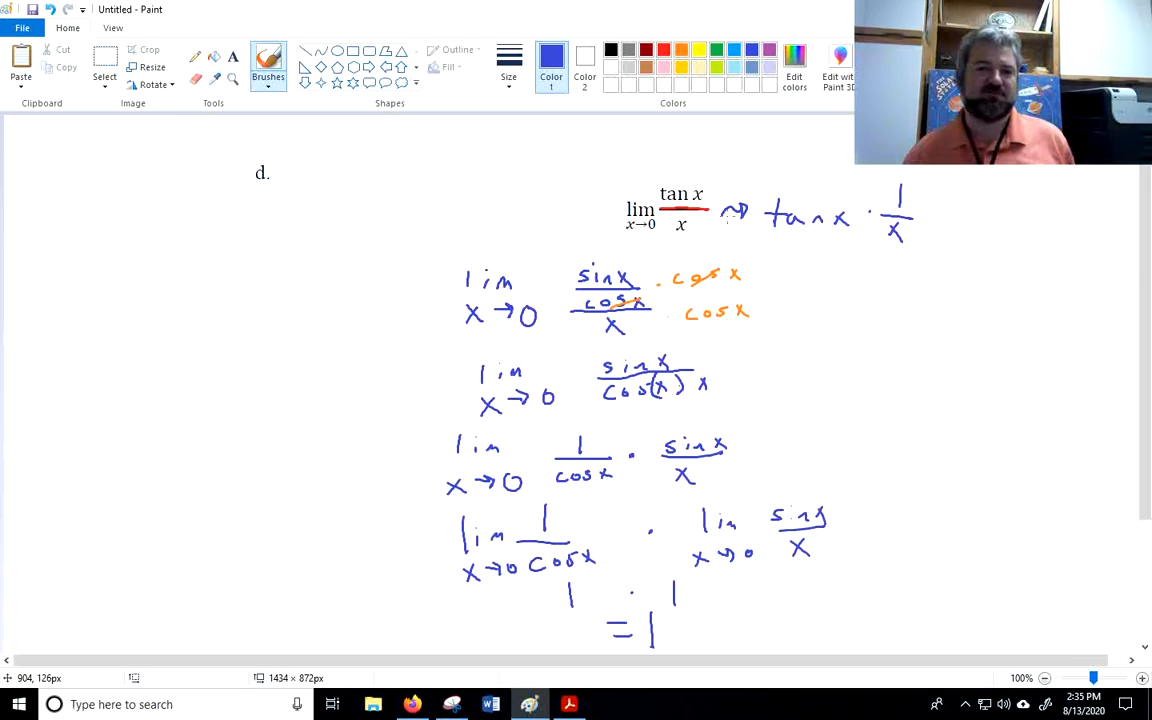 Untitled - Paint
File Home View
Paste Cut Copy Select Crop Resize Rotate Brushes Outline Fill Size Color 1 Color 2 Edit colors Edit with Paint 3D
Clipboard Image Tools Shapes Colors
d.
lim x→0 tan x / x ⇝ tan x · 1/x
lim x→0 sin x / cos x / x · cos x / cos x
lim x→0 sin x / cos(x) x
lim x→0 1 / cos x · sin x / x
lim x→0 1 / cos x · lim x→0 sin x / x
1 · 1
= 1
904, 126px 1434 × 872px 100%
Type here to search 2:35 PM
8/13/2020